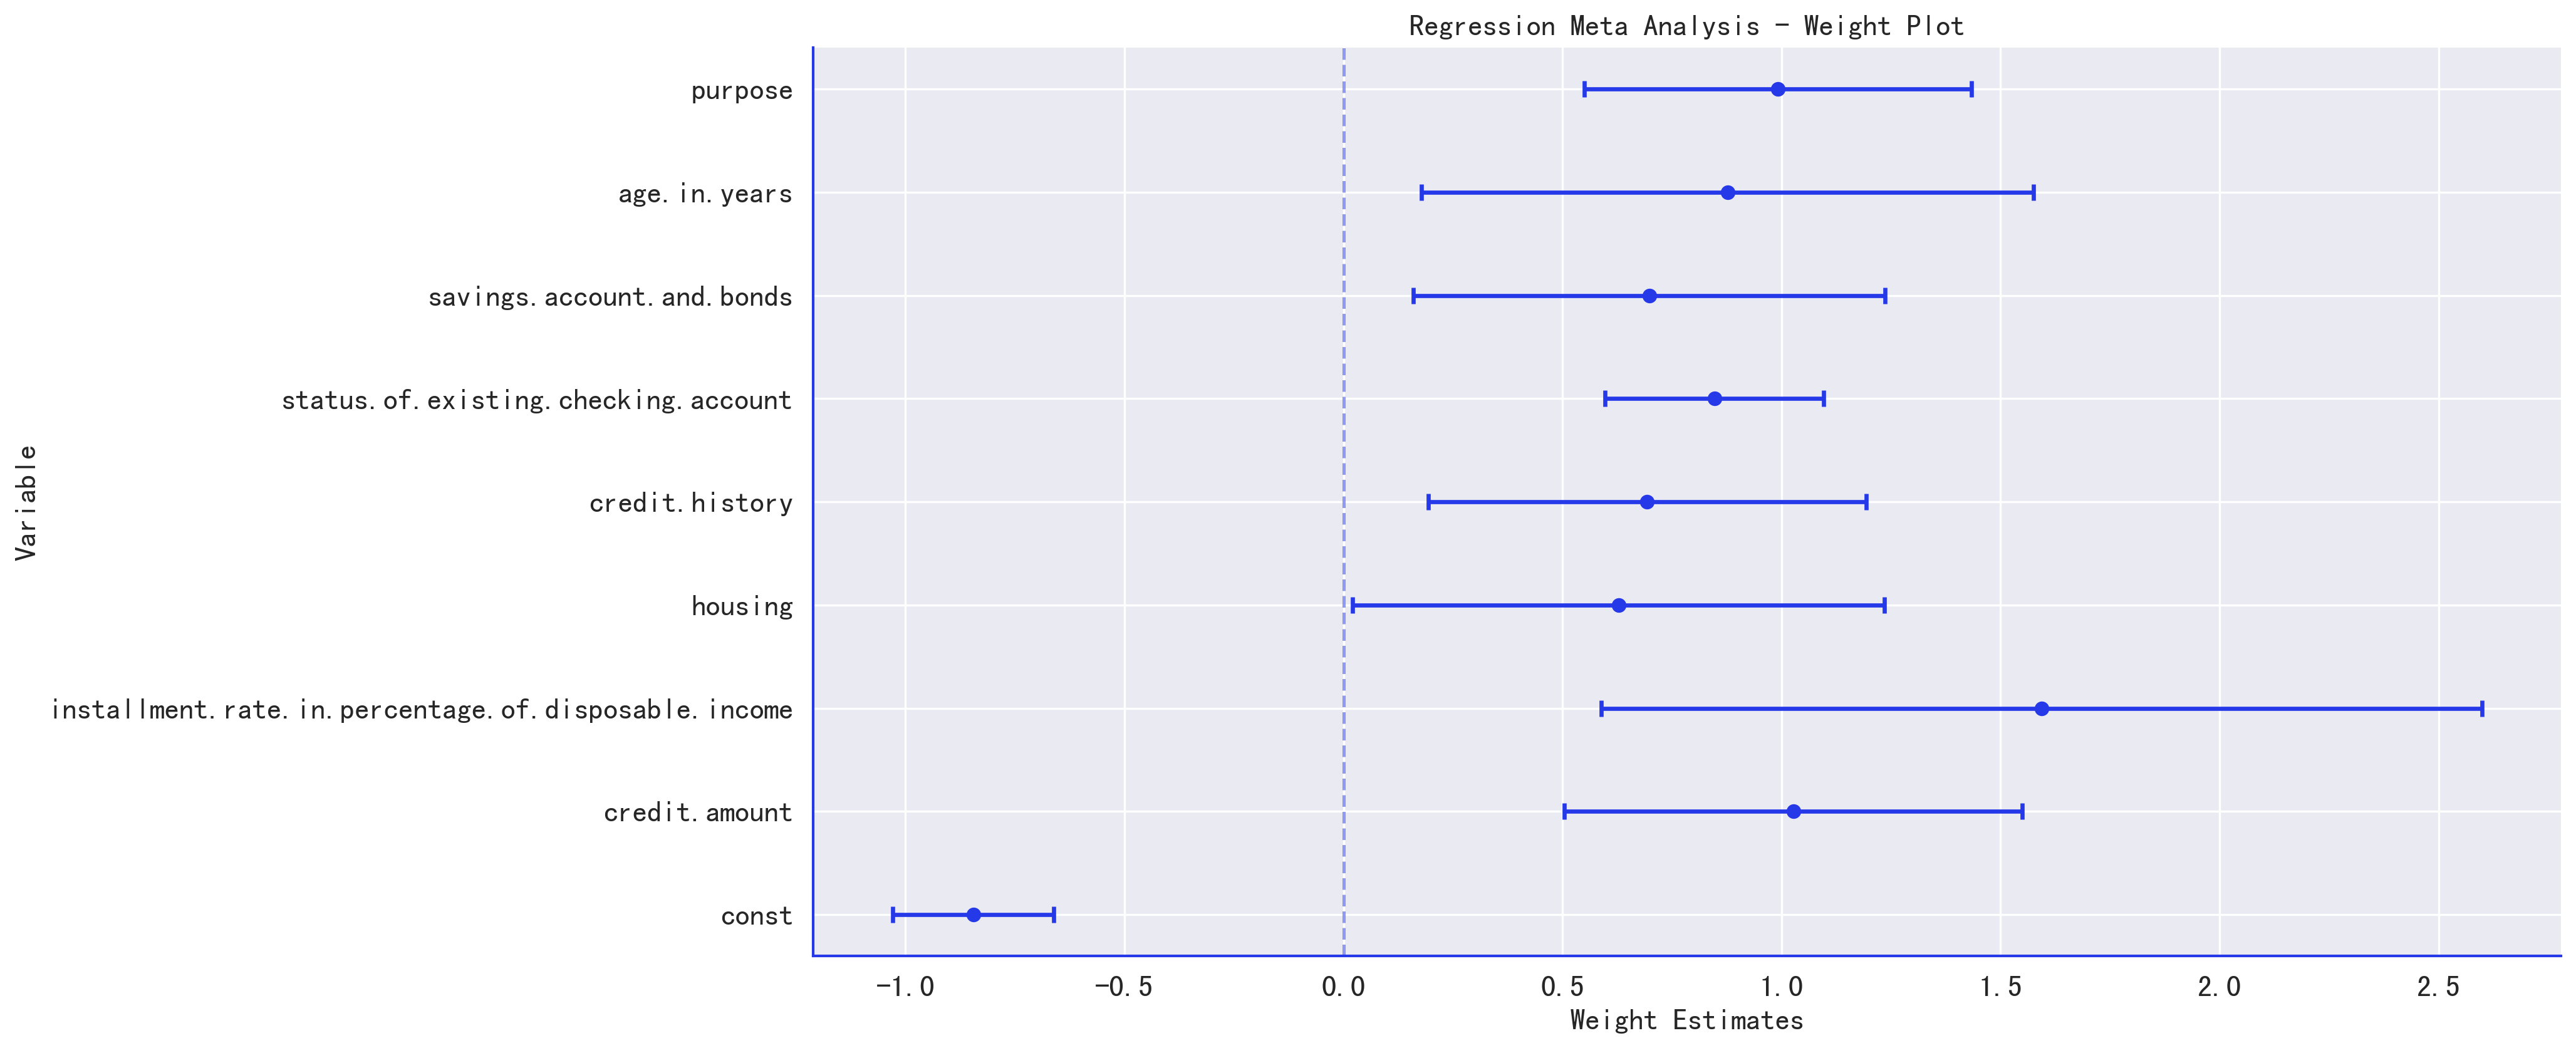 Regression Meta Analysis - Weight Plot
Variable
purpose
age.in.years
savings.account.and.bonds
status.of.existing.checking.account
credit.history
housing
installment.rate.in.percentage.of.disposable.income
credit.amount
const
-1.0 -0.5 0.0 0.5 1.0 1.5 2.0 2.5
Weight Estimates